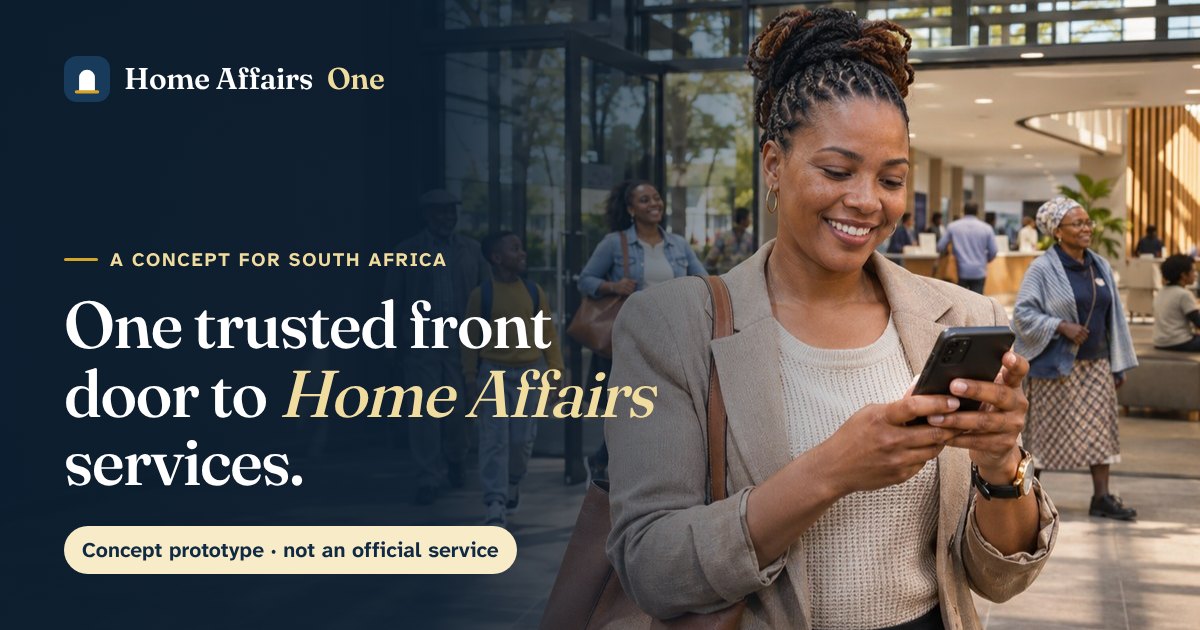 Home Affairs One
A CONCEPT FOR SOUTH AFRICA
One trusted front
door to Home Affairs
services.
Concept prototype · not an official service